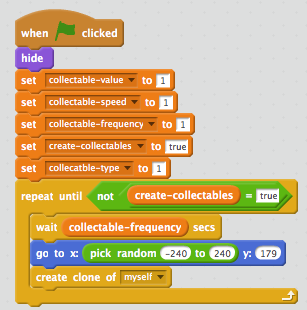 when clicked
hide
set collectable-value to 1
set collectable-speed to 1
set collectable-frequency to 1
set create-collectables to true
set collecatble-type to 1
repeat until not create-collectables = true
wait collectable-frequency secs
go to x: pick random -240 to 240 y: 179
create clone of myself